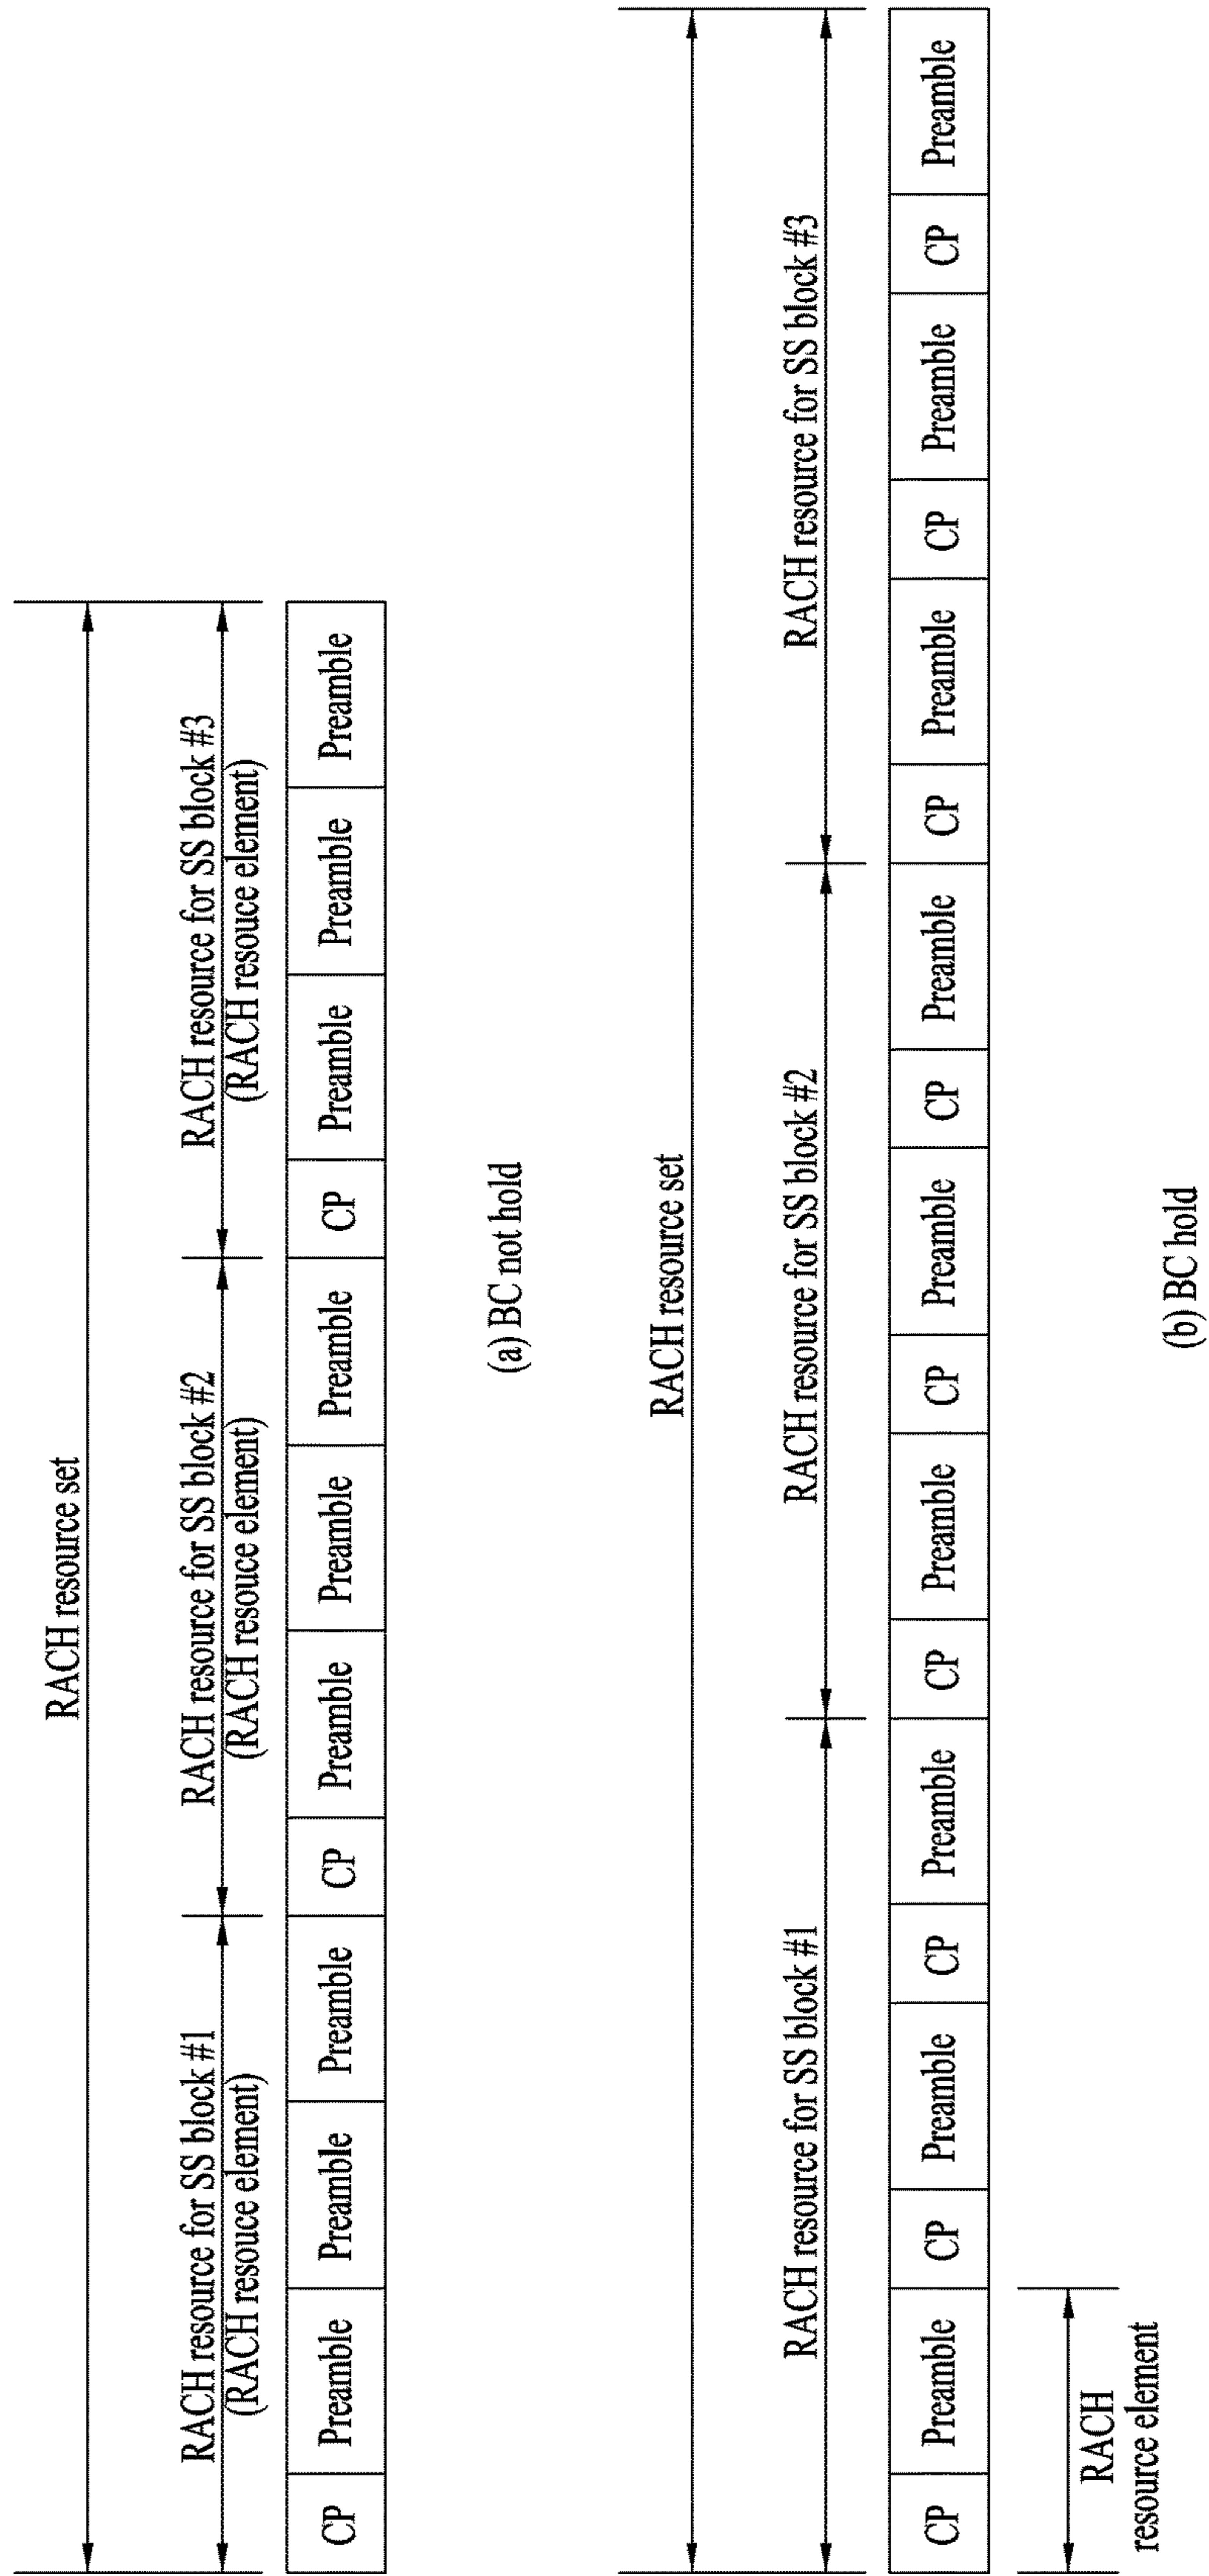 RACH resource set
RACH resource for SS block #1
(RACH resouce element)
RACH resource for SS block #2
(RACH resouce element)
RACH resource for SS block #3
(RACH resouce element)
CP
Preamble
Preamble
Preamble
CP
Preamble
Preamble
Preamble
CP
Preamble
Preamble
Preamble
(a) BC not hold
RACH resource set
RACH resource for SS block #1
RACH resource for SS block #2
RACH resource for SS block #3
CP
Preamble
CP
Preamble
CP
Preamble
CP
Preamble
CP
Preamble
CP
Preamble
CP
Preamble
CP
Preamble
CP
Preamble
RACH
resource element
(b) BC hold